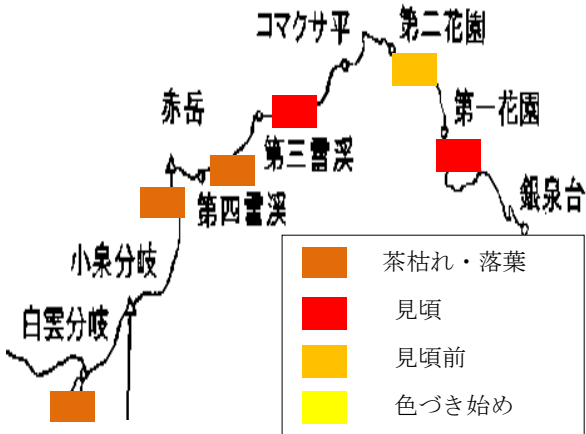 コマクサ平
第二花園
赤岳
第一花園
第三雪渓
第四雪渓
銀泉台
小泉分岐
白雲分岐
茶枯れ・落葉
見頃
見頃前
色づき始め